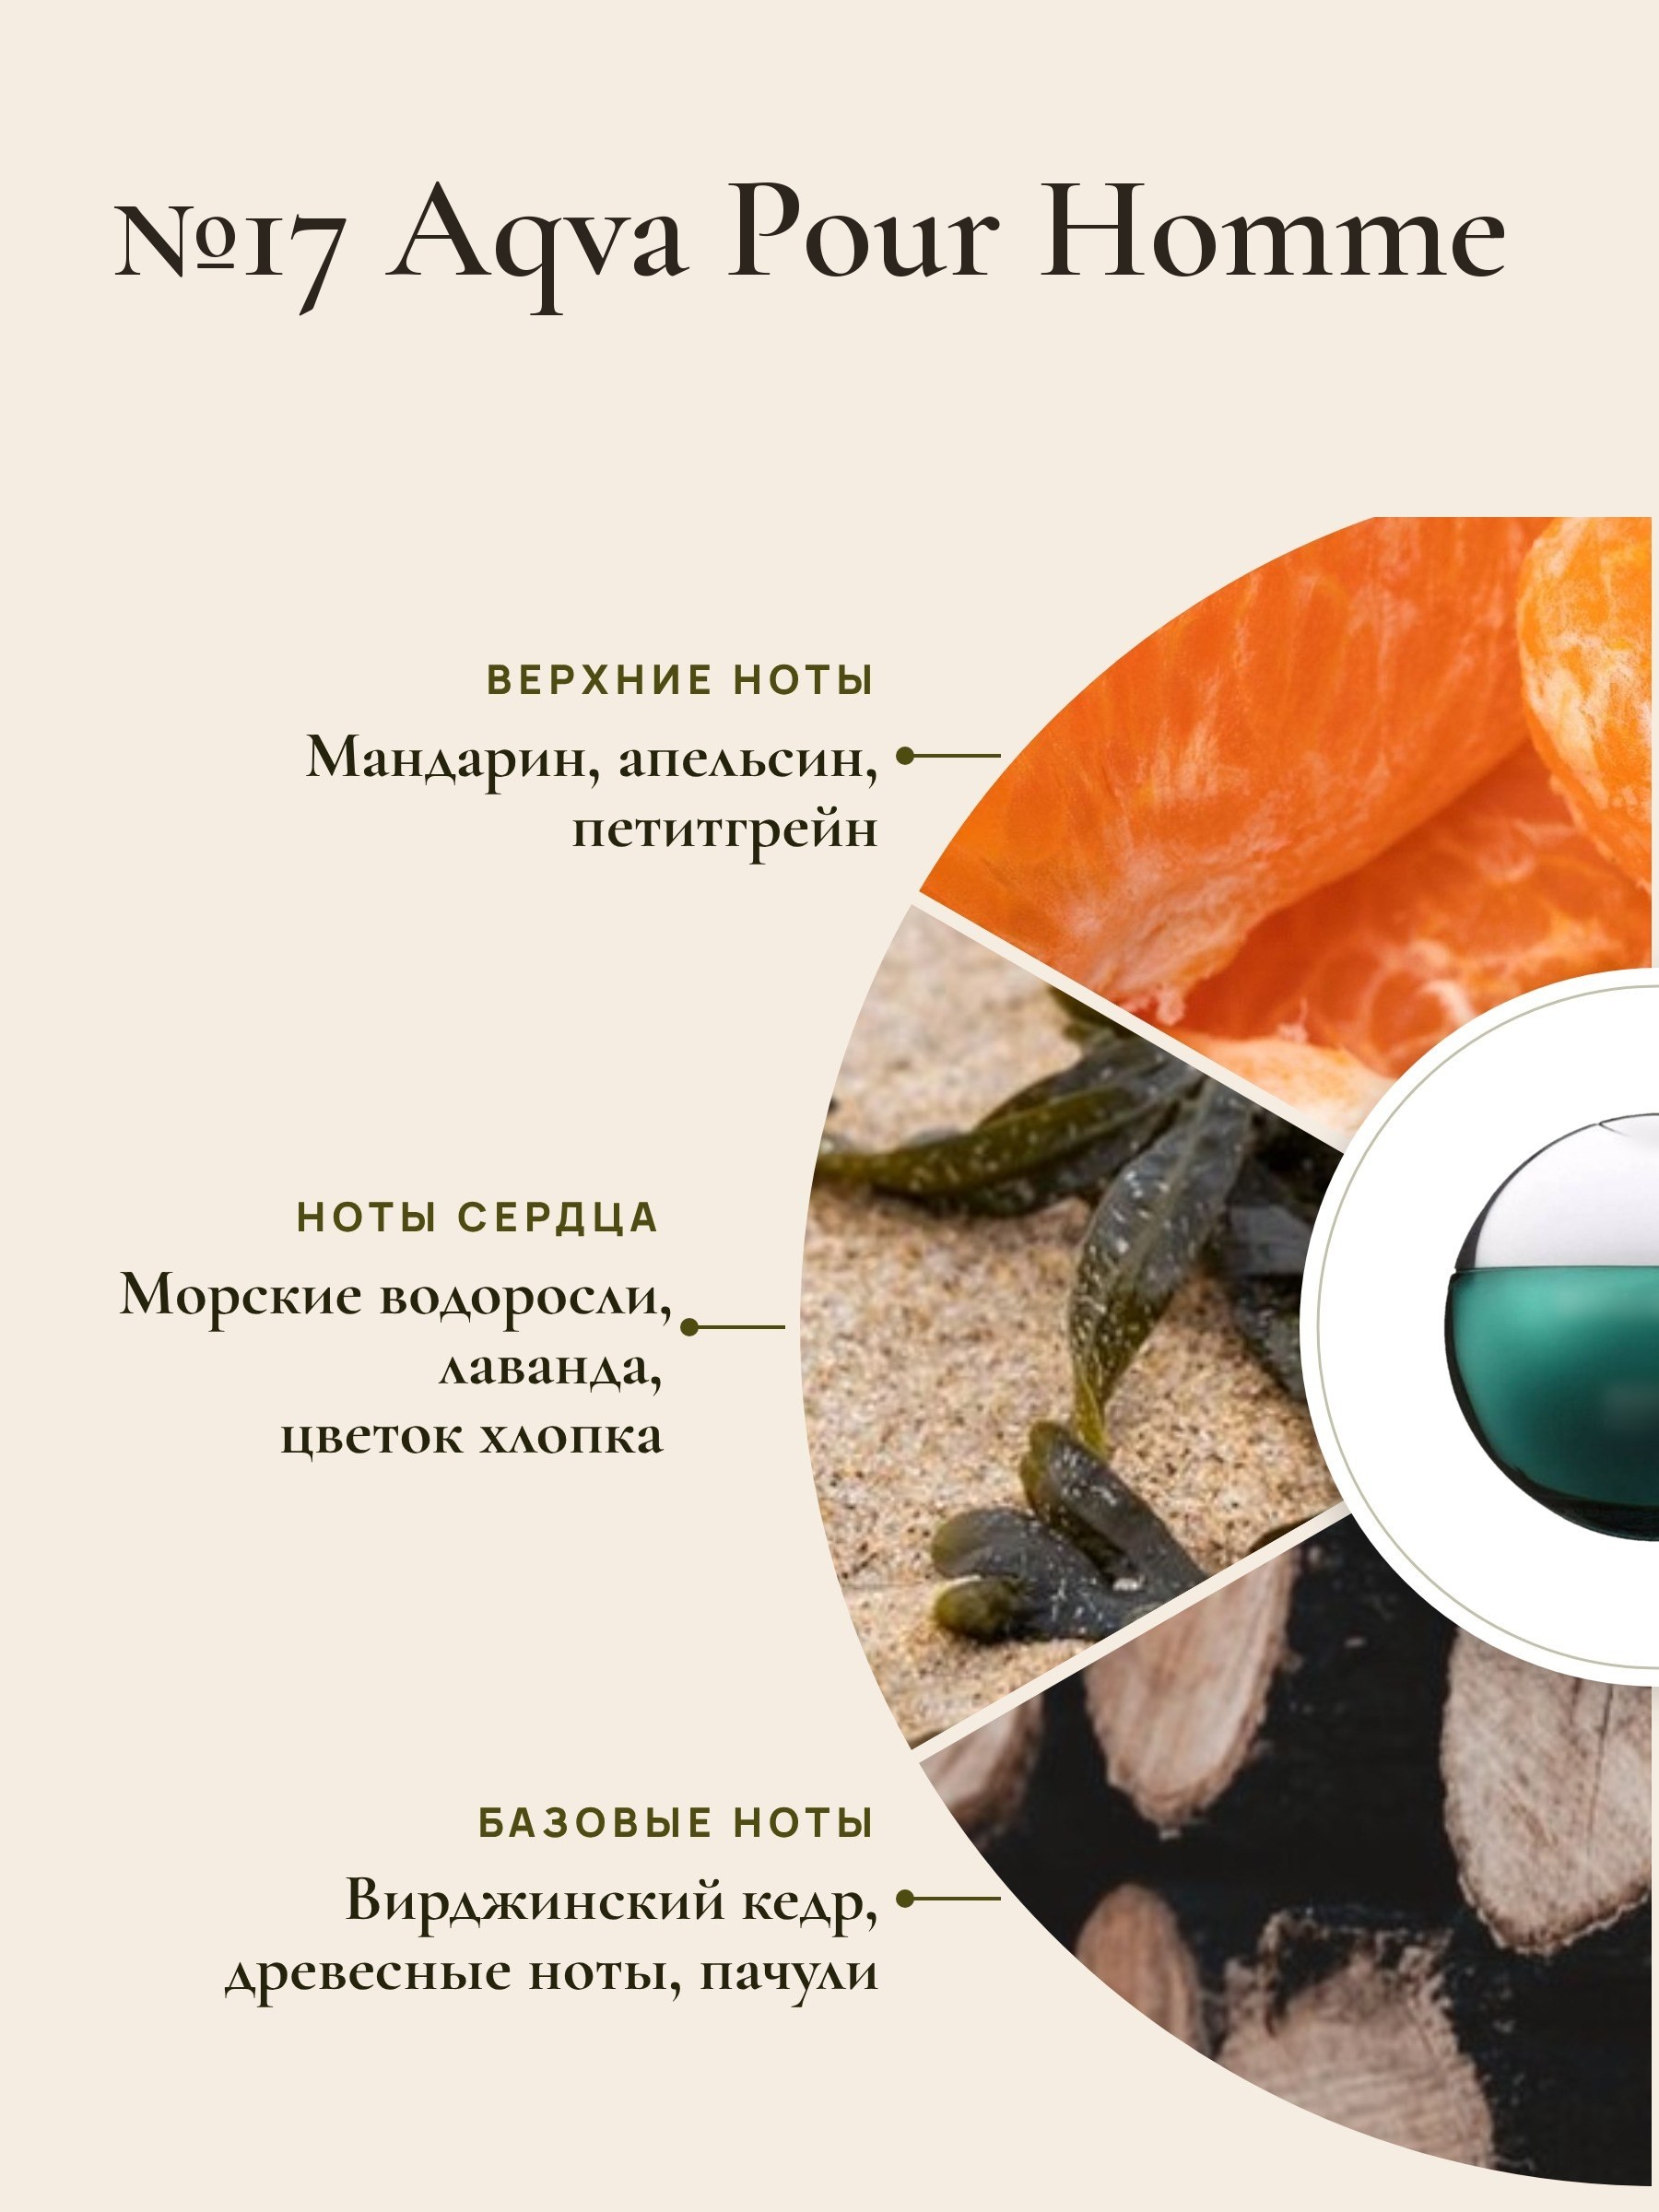 №17 Aqva Pour Homme
ВЕРХНИЕ НОТЫ
Мандарин, апельсин,
петитгрейн
НОТЫ СЕРДЦА
Морские водоросли,
лаванда,
цветок хлопка
БАЗОВЫЕ НОТЫ
Вирджинский кедр,
древесные ноты, пачули